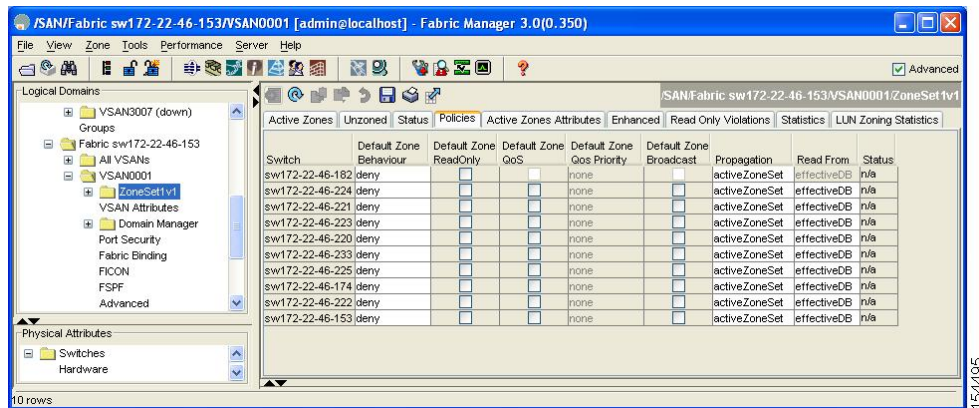 /SAN/Fabric sw172-22-46-153/VSAN0001 [admin@localhost] - Fabric Manager 3.0(0.350)
File View Zone Tools Performance Server Help
Advanced
Logical Domains
VSAN3007 (down)
Groups
Fabric sw172-22-46-153
All VSANs
VSAN0001
ZoneSet1v1
VSAN Attributes
Domain Manager
Port Security
Fabric Binding
FICON
FSPF
Advanced
Physical Attributes
Switches
Hardware
/SAN/Fabric sw172-22-46-153/VSAN0001/ZoneSet1v1
Active Zones Unzoned Status Policies Active Zones Attributes Enhanced Read Only Violations Statistics LUN Zoning Statistics
Default Zone Default Zone Default Zone Default Zone Default Zone
Switch Behaviour ReadOnly QoS Qos Priority Broadcast Propagation Read From Status
sw172-22-46-182 deny none activeZoneSet effectiveDB n/a
sw172-22-46-224 deny none activeZoneSet effectiveDB n/a
sw172-22-46-221 deny none activeZoneSet effectiveDB n/a
sw172-22-46-223 deny none activeZoneSet effectiveDB n/a
sw172-22-46-220 deny none activeZoneSet effectiveDB n/a
sw172-22-46-233 deny none activeZoneSet effectiveDB n/a
sw172-22-46-225 deny none activeZoneSet effectiveDB n/a
sw172-22-46-174 deny none activeZoneSet effectiveDB n/a
sw172-22-46-222 deny none activeZoneSet effectiveDB n/a
sw172-22-46-153 deny none activeZoneSet effectiveDB n/a
10 rows
154495